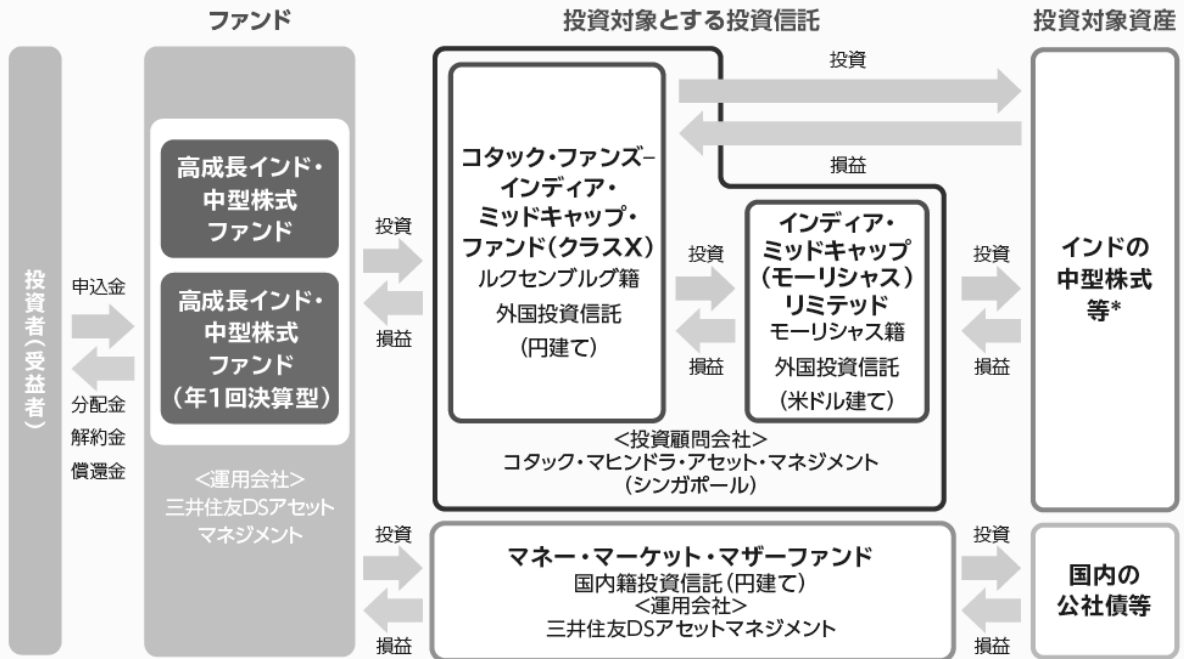 ファンド
投資対象とする投資信託
投資対象資産
投資者(受益者)
申込金
分配金
解約金
償還金
高成長インド・
中型株式
ファンド
高成長インド・
中型株式
ファンド
(年1回決算型)
<運用会社>
三井住友DSアセット
マネジメント
投資
損益
コタック・ファンズ−
インディア・
ミッドキャップ・
ファンド(クラスX)
ルクセンブルグ籍
外国投資信託
(円建て)
投資
損益
投資
損益
インディア・
ミッドキャップ
(モーリシャス)
リミテッド
モーリシャス籍
外国投資信託
(米ドル建て)
<投資顧問会社>
コタック・マヒンドラ・アセット・マネジメント
(シンガポール)
投資
損益
インドの
中型株式
等*
投資
損益
マネー・マーケット・マザーファンド
国内籍投資信託(円建て)
<運用会社>
三井住友DSアセットマネジメント
投資
損益
国内の
公社債等